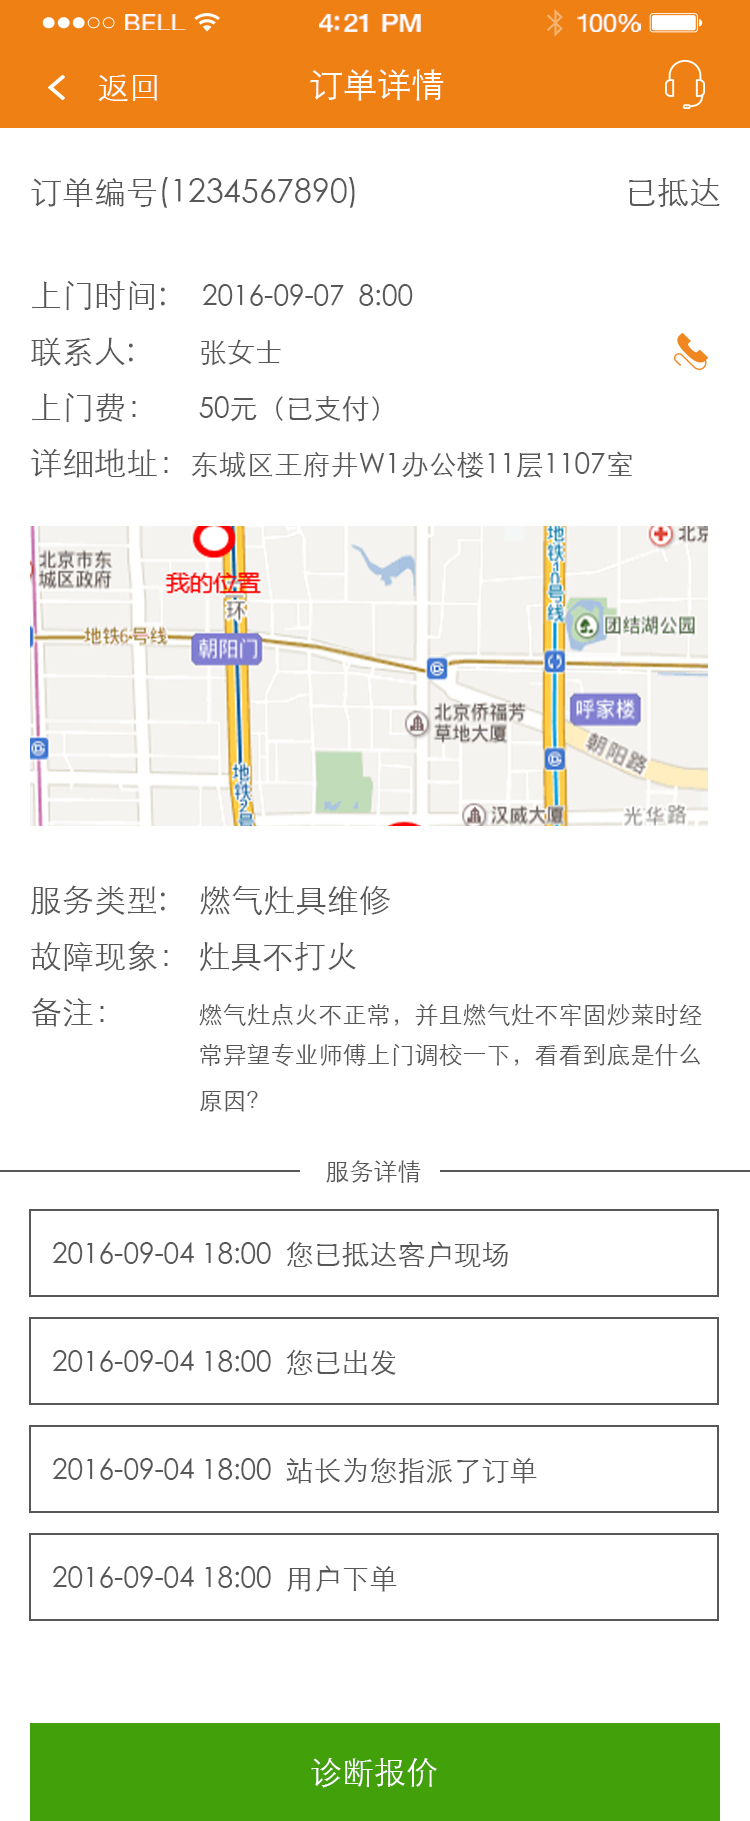 BELL 4:21 PM 100%
返回 订单详情
订单编号(1234567890) 已抵达
上门时间: 2016-09-07 8:00
联系人: 张女士
上门费: 50元（已支付）
详细地址: 东城区王府井W1办公楼11层1107室
北京市东
城区政府
我的位置
环
地铁6号线
朝阳门
地铁10号线
团结湖公园
北京侨福芳
草地大厦
呼家楼
朝阳路
地铁2号
汉威大厦
光华路
服务类型: 燃气灶具维修
故障现象: 灶具不打火
备注: 燃气灶点火不正常，并且燃气灶不牢固炒菜时经
常异望专业师傅上门调校一下，看看到底是什么
原因?
服务详情
2016-09-04 18:00 您已抵达客户现场
2016-09-04 18:00 您已出发
2016-09-04 18:00 站长为您指派了订单
2016-09-04 18:00 用户下单
诊断报价